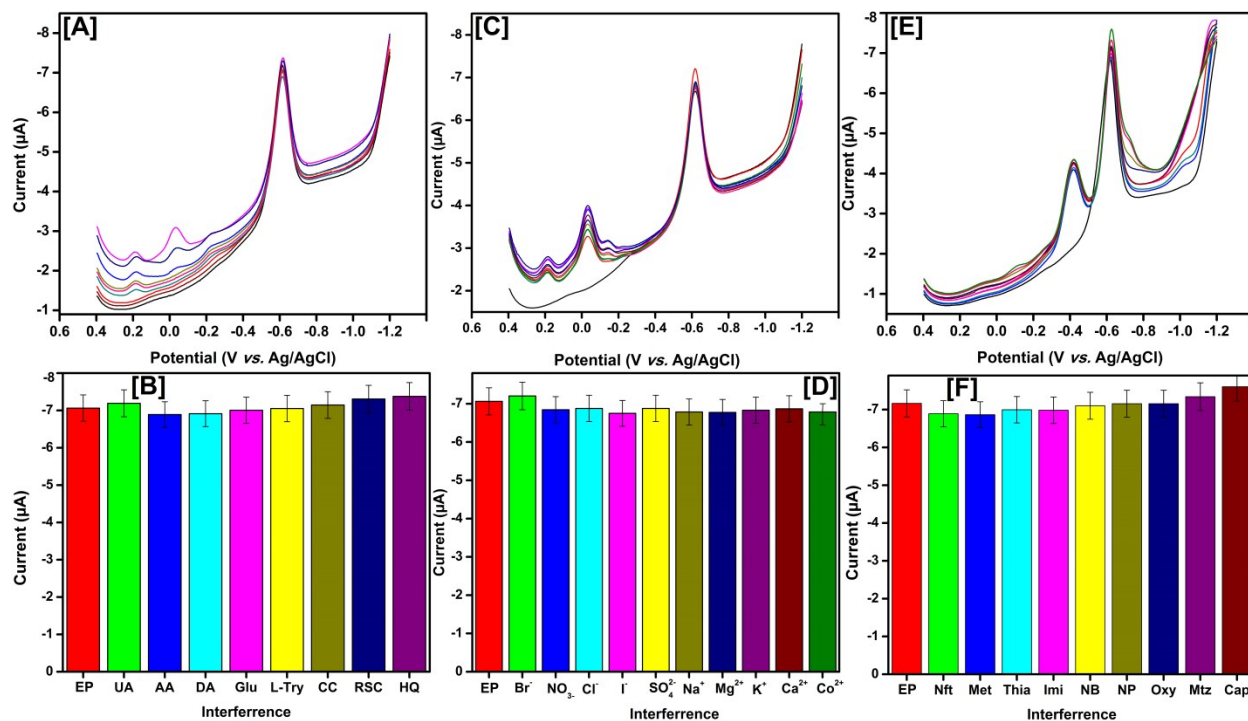 [A]
-8
-7
-6
-5
-4
-3
-2
-1
Current (µA)
0.6 0.4 0.2 0.0 -0.2 -0.4 -0.6 -0.8 -1.0 -1.2
Potential (V vs. Ag/AgCl)
[C]
-8
-7
-6
-5
-4
-3
-2
Current (µA)
0.6 0.4 0.2 0.0 -0.2 -0.4 -0.6 -0.8 -1.0 -1.2
Potential (V vs. Ag/AgCl)
[E]
-8
-7
-6
-5
-4
-3
-2
-1
Current (µA)
0.6 0.4 0.2 0.0 -0.2 -0.4 -0.6 -0.8 -1.0 -1.2
Potential (V vs. Ag/AgCl)
[B]
-8
-7
-6
-5
-4
-3
-2
-1
0
Current (µA)
EP UA AA DA Glu L-Try CC RSC HQ
Interferrence
[D]
-7
-6
-5
-4
-3
-2
-1
0
Current (µA)
EP Br⁻ NO₃₋ Cl⁻ I⁻ SO₄²⁻ Na⁺ Mg²⁺ K⁺ Ca²⁺ Co²⁺
Interference
[F]
-7
-6
-5
-4
-3
-2
-1
0
Current (µA)
EP Nft Met Thia Imi NB NP Oxy Mtz Cap
Interference